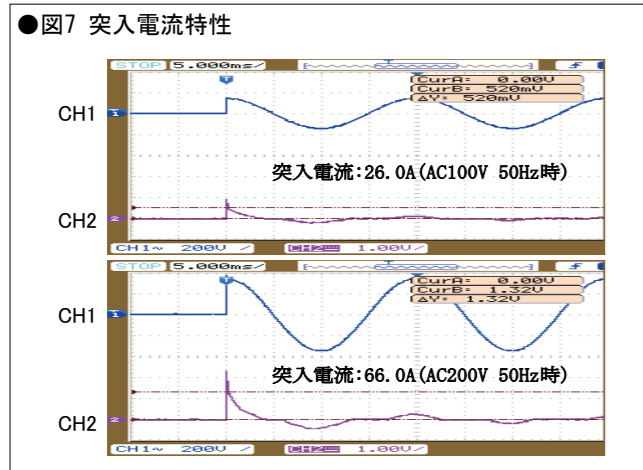 ●図7 突入電流特性
STOP 5.000ms/
CurA: 0.00V
CurB: 520mV
ΔY: 520mV
CH1
突入電流:26.0A(AC100V 50Hz時)
CH2
CH1~ 200V / CH2 1.00V/
STOP 5.000ms/
CurA: 0.00V
CurB: 1.32V
ΔY: 1.32V
CH1
突入電流:66.0A(AC200V 50Hz時)
CH2
CH1~ 200V / CH2 1.00V/